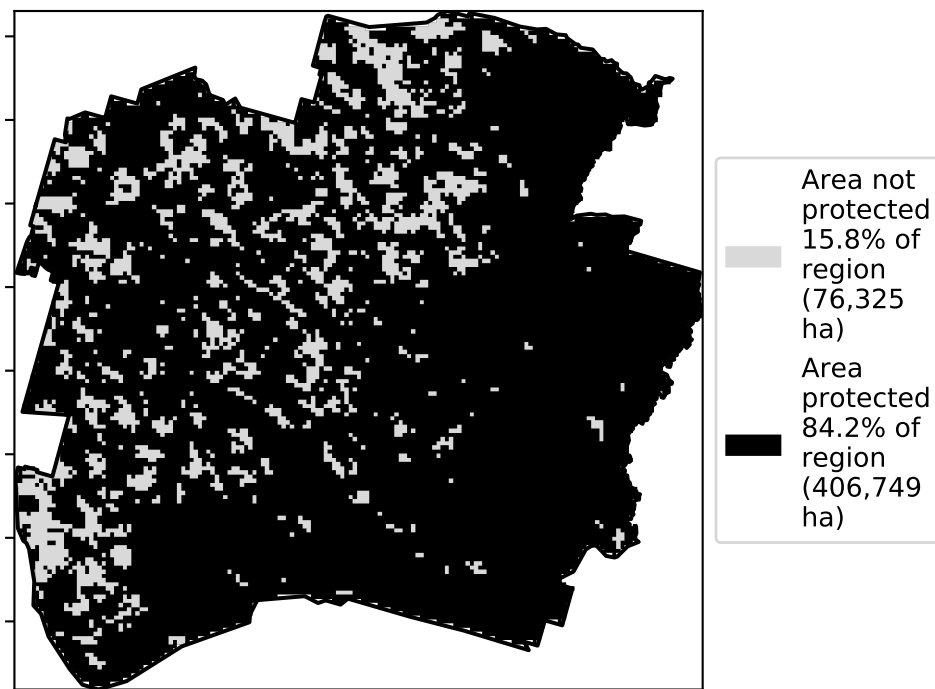 Area not
protected
15.8% of
region
(76,325
ha)
Area
protected
84.2% of
region
(406,749
ha)